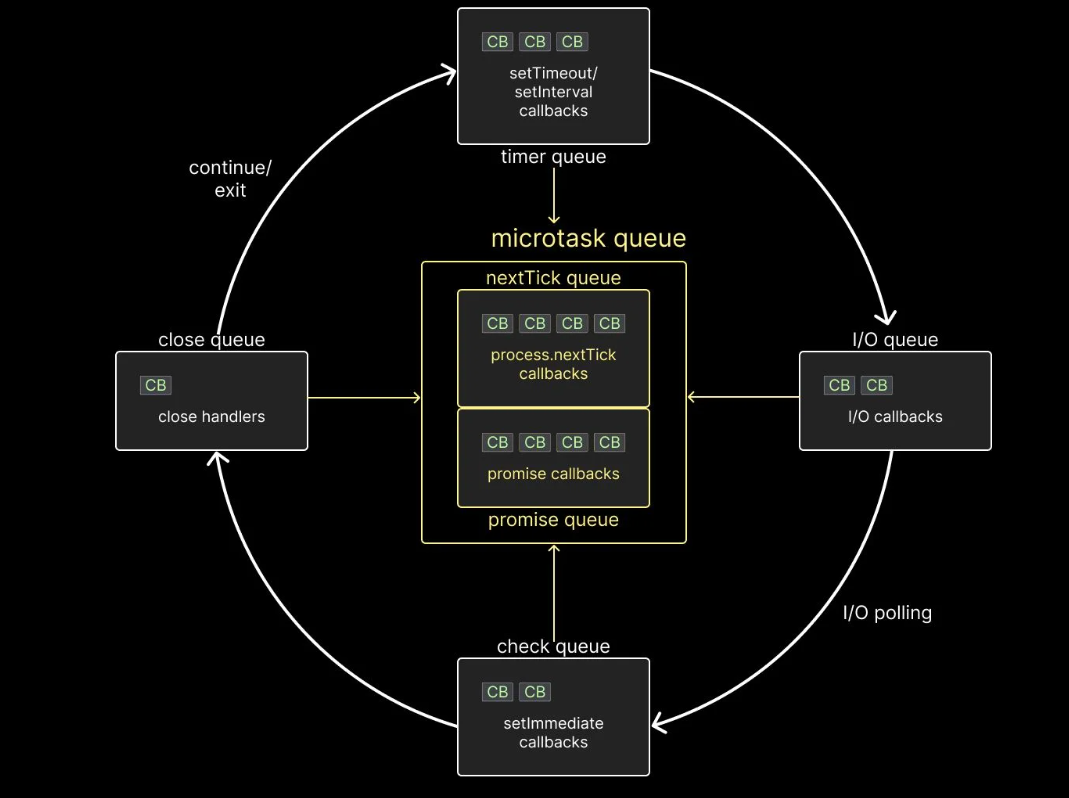 CB CB CB
setTimeout/
setInterval
callbacks
timer queue
continue/
exit
microtask queue
nextTick queue
CB CB CB CB
process.nextTick
callbacks
CB CB CB CB
promise callbacks
promise queue
close queue
CB
close handlers
I/O queue
CB CB
I/O callbacks
I/O polling
check queue
CB CB
setImmediate
callbacks